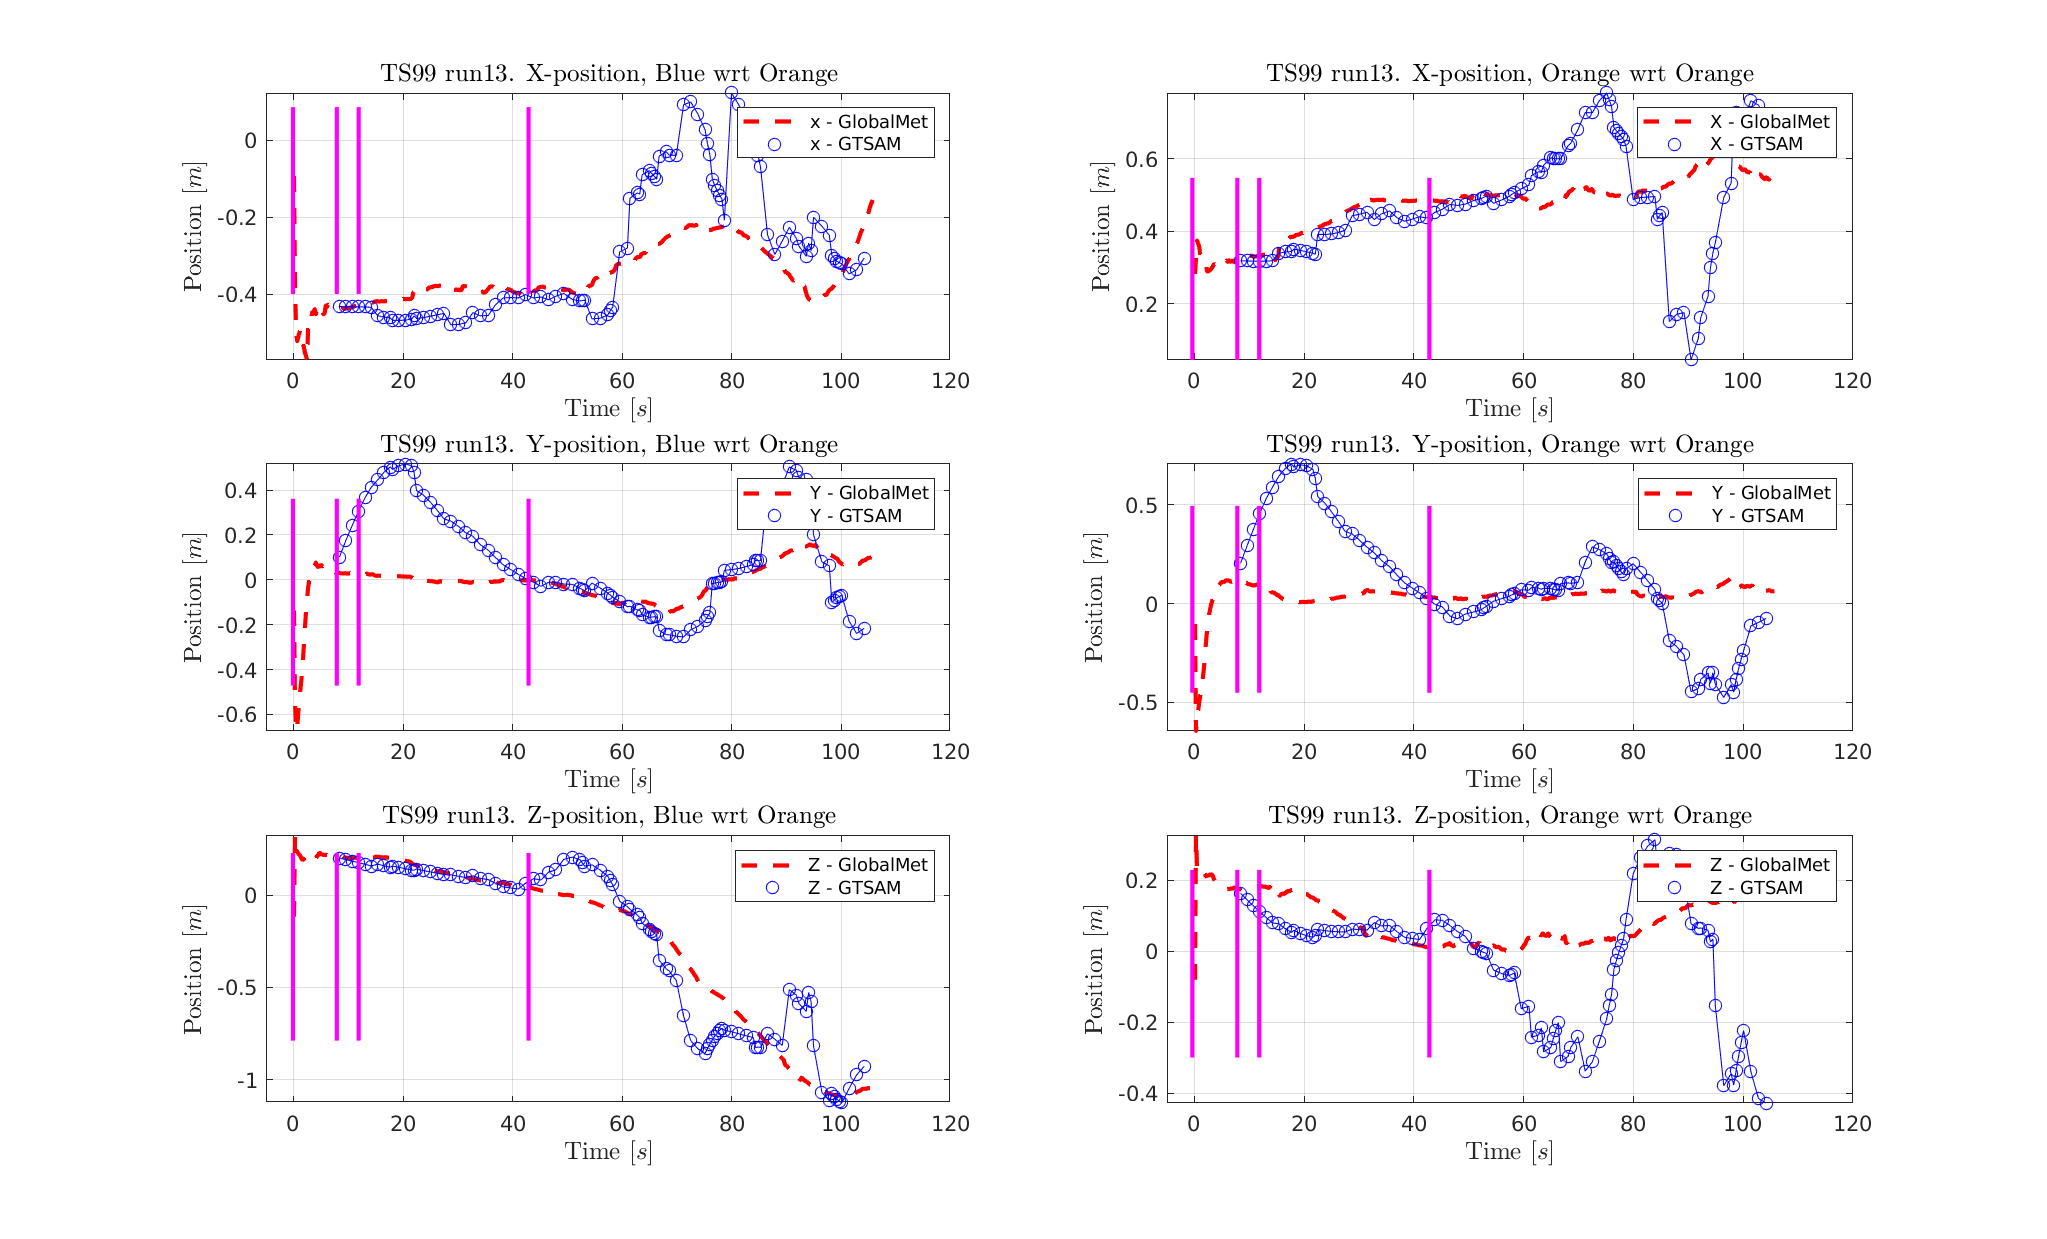 TS99 run13. X-position, Blue wrt Orange
Position [m]
0
-0.2
-0.4
x - GlobalMet
x - GTSAM
0 20 40 60 80 100 120
Time [s]
TS99 run13. X-position, Orange wrt Orange
Position [m]
0.6
0.4
0.2
X - GlobalMet
X - GTSAM
0 20 40 60 80 100 120
Time [s]
TS99 run13. Y-position, Blue wrt Orange
Position [m]
0.4
0.2
0
-0.2
-0.4
-0.6
Y - GlobalMet
Y - GTSAM
0 20 40 60 80 100 120
Time [s]
TS99 run13. Y-position, Orange wrt Orange
Position [m]
0.5
0
-0.5
Y - GlobalMet
Y - GTSAM
0 20 40 60 80 100 120
Time [s]
TS99 run13. Z-position, Blue wrt Orange
Position [m]
0
-0.5
-1
Z - GlobalMet
Z - GTSAM
0 20 40 60 80 100 120
Time [s]
TS99 run13. Z-position, Orange wrt Orange
Position [m]
0.2
0
-0.2
-0.4
Z - GlobalMet
Z - GTSAM
0 20 40 60 80 100 120
Time [s]